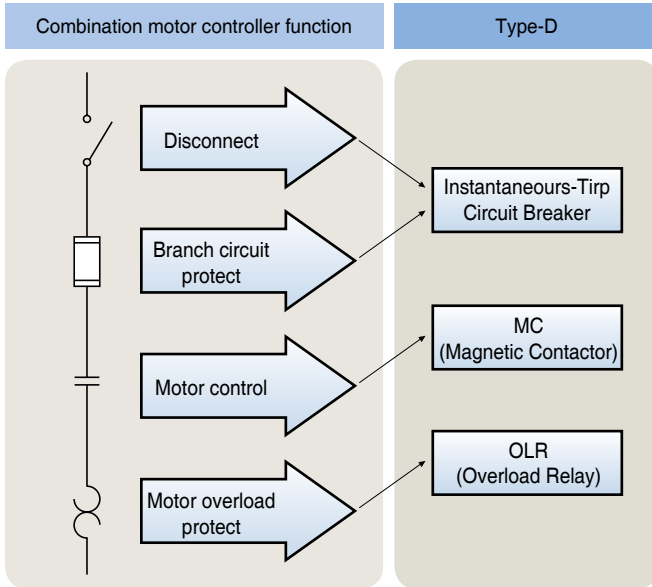 Combination motor controller function
Type-D
Disconnect
Instantaneours-Tirp
Circuit Breaker
Branch circuit
protect
Motor control
MC
(Magnetic Contactor)
Motor overload
protect
OLR
(Overload Relay)